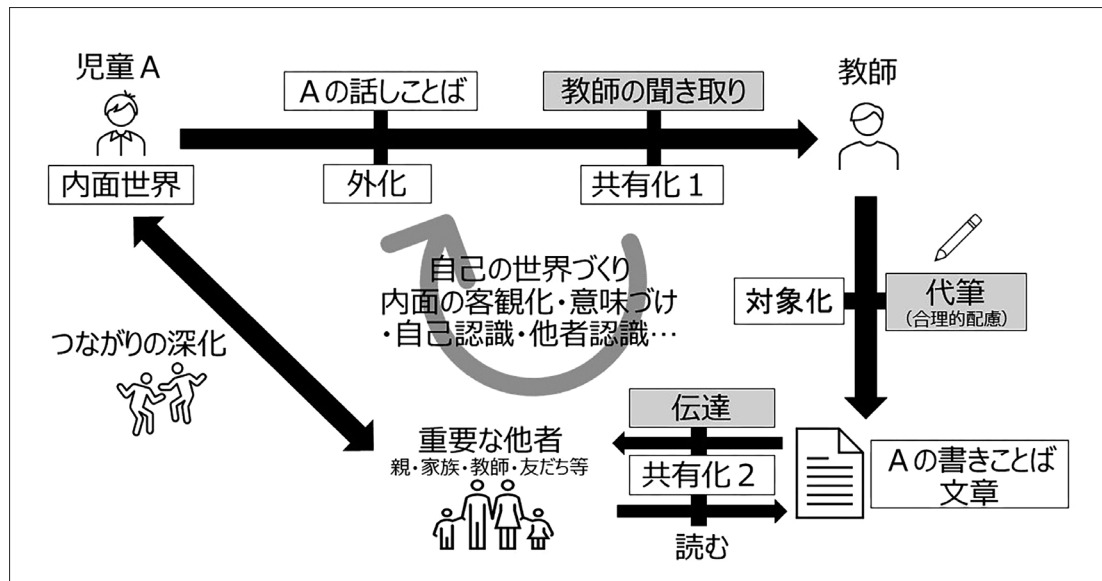 児童A
内面世界
Aの話しことば
外化
教師の聞き取り
共有化1
教師
対象化
代筆
(合理的配慮)
自己の世界づくり
内面の客観化・意味づけ
・自己認識・他者認識…
つながりの深化
重要な他者
親・家族・教師・友だち等
伝達
共有化2
読む
Aの書きことば
文章